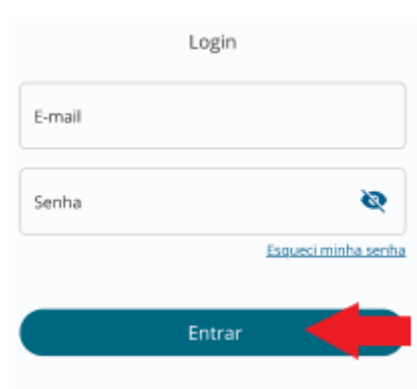 Login
E-mail
Senha
Esqueci minha senha
Entrar